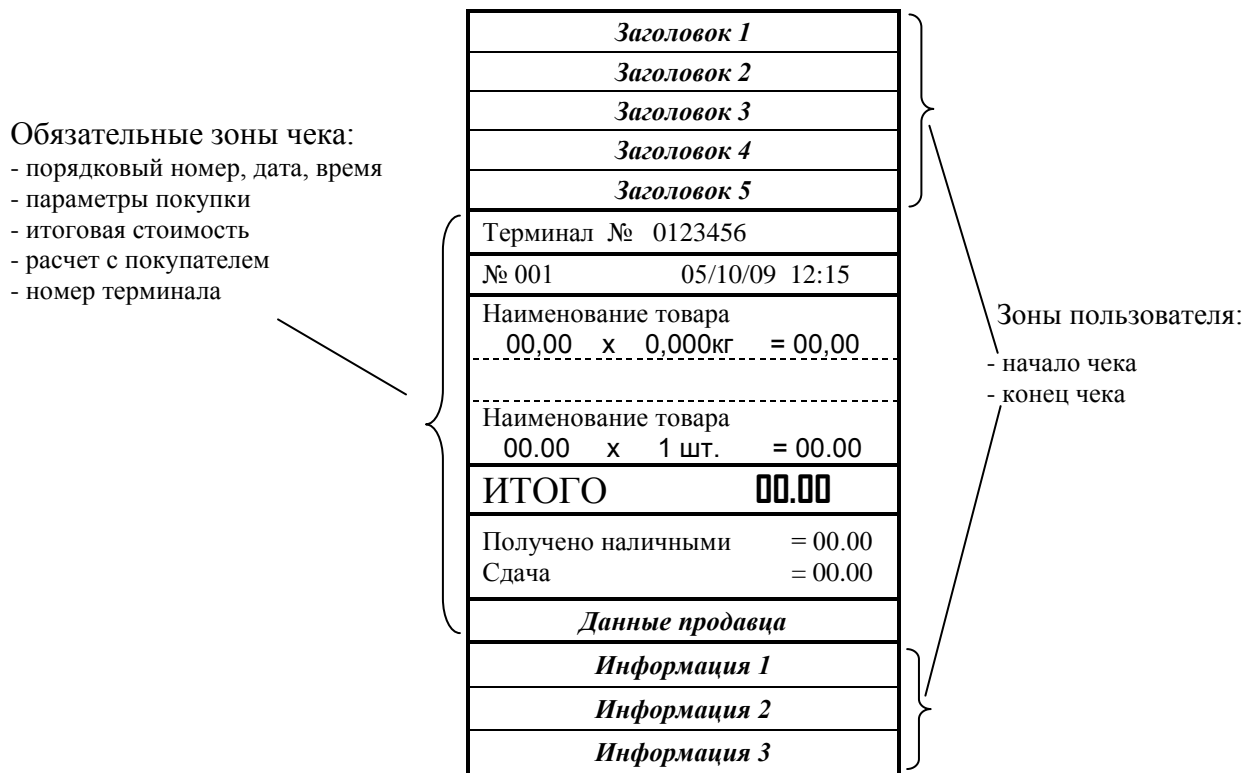 Обязательные зоны чека:
- порядковый номер, дата, время
- параметры покупки
- итоговая стоимость
- расчет с покупателем
- номер терминала
Заголовок 1
Заголовок 2
Заголовок 3
Заголовок 4
Заголовок 5
Терминал № 0123456
№ 001 05/10/09 12:15
Наименование товара
00,00 х 0,000кг = 00,00
Наименование товара
00.00 х 1 шт. = 00.00
ИТОГО 00.00
Получено наличными = 00.00
Сдача = 00.00
Данные продавца
Информация 1
Информация 2
Информация 3
Зоны пользователя:
- начало чека
- конец чека